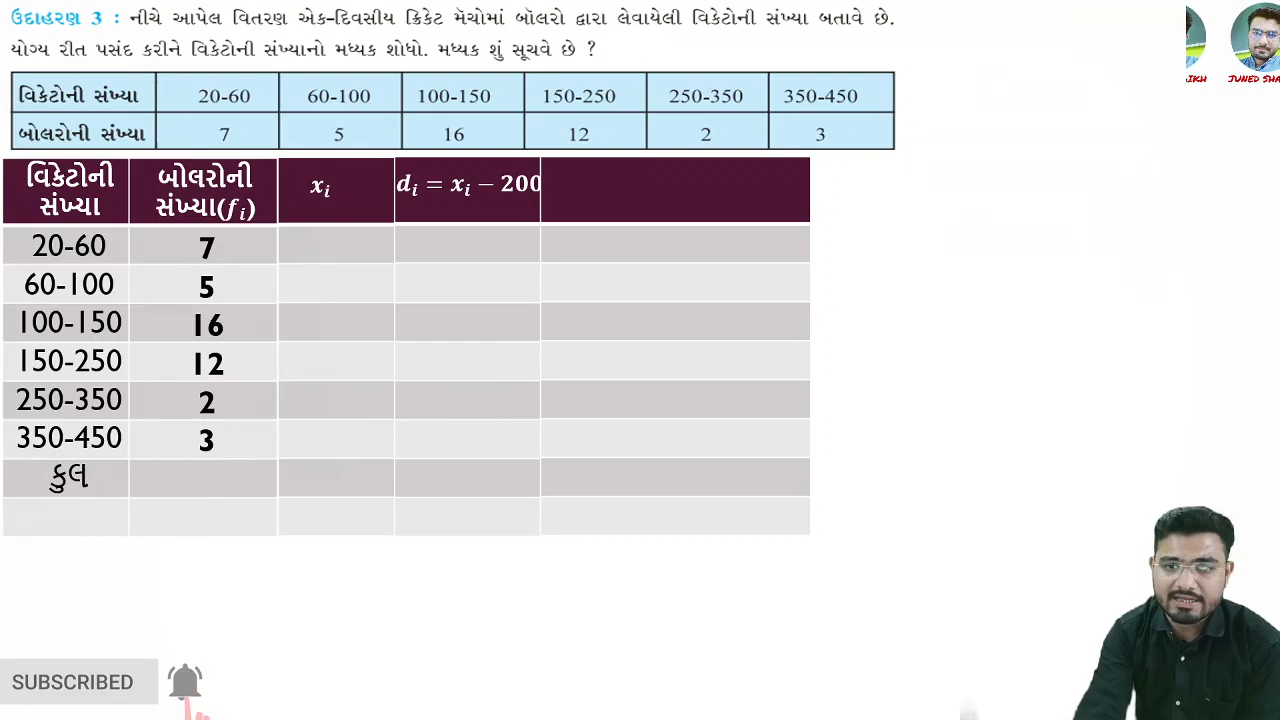 ઉદાહરણ 3 : નીચે આપેલ વિતરણ એક-દિવસીય ક્રિકેટ મૅચોમાં બૉલરો દ્વારા લેવાયેલી વિકેટોની સંખ્યા બતાવે છે.
યોગ્ય રીત પસંદ કરીને વિકેટોની સંખ્યાનો મધ્યક શોધો. મધ્યક શું સૂચવે છે ?
વિકેટોની સંખ્યા 20-60 60-100 100-150 150-250 250-350 350-450
બોલરોની સંખ્યા 7 5 16 12 2 3
વિકેટોની સંખ્યા બોલરોની સંખ્યા(fᵢ) xᵢ dᵢ = xᵢ − 200
20-60 7
60-100 5
100-150 16
150-250 12
250-350 2
350-450 3
કુલ
JUNED SHA
SUBSCRIBED